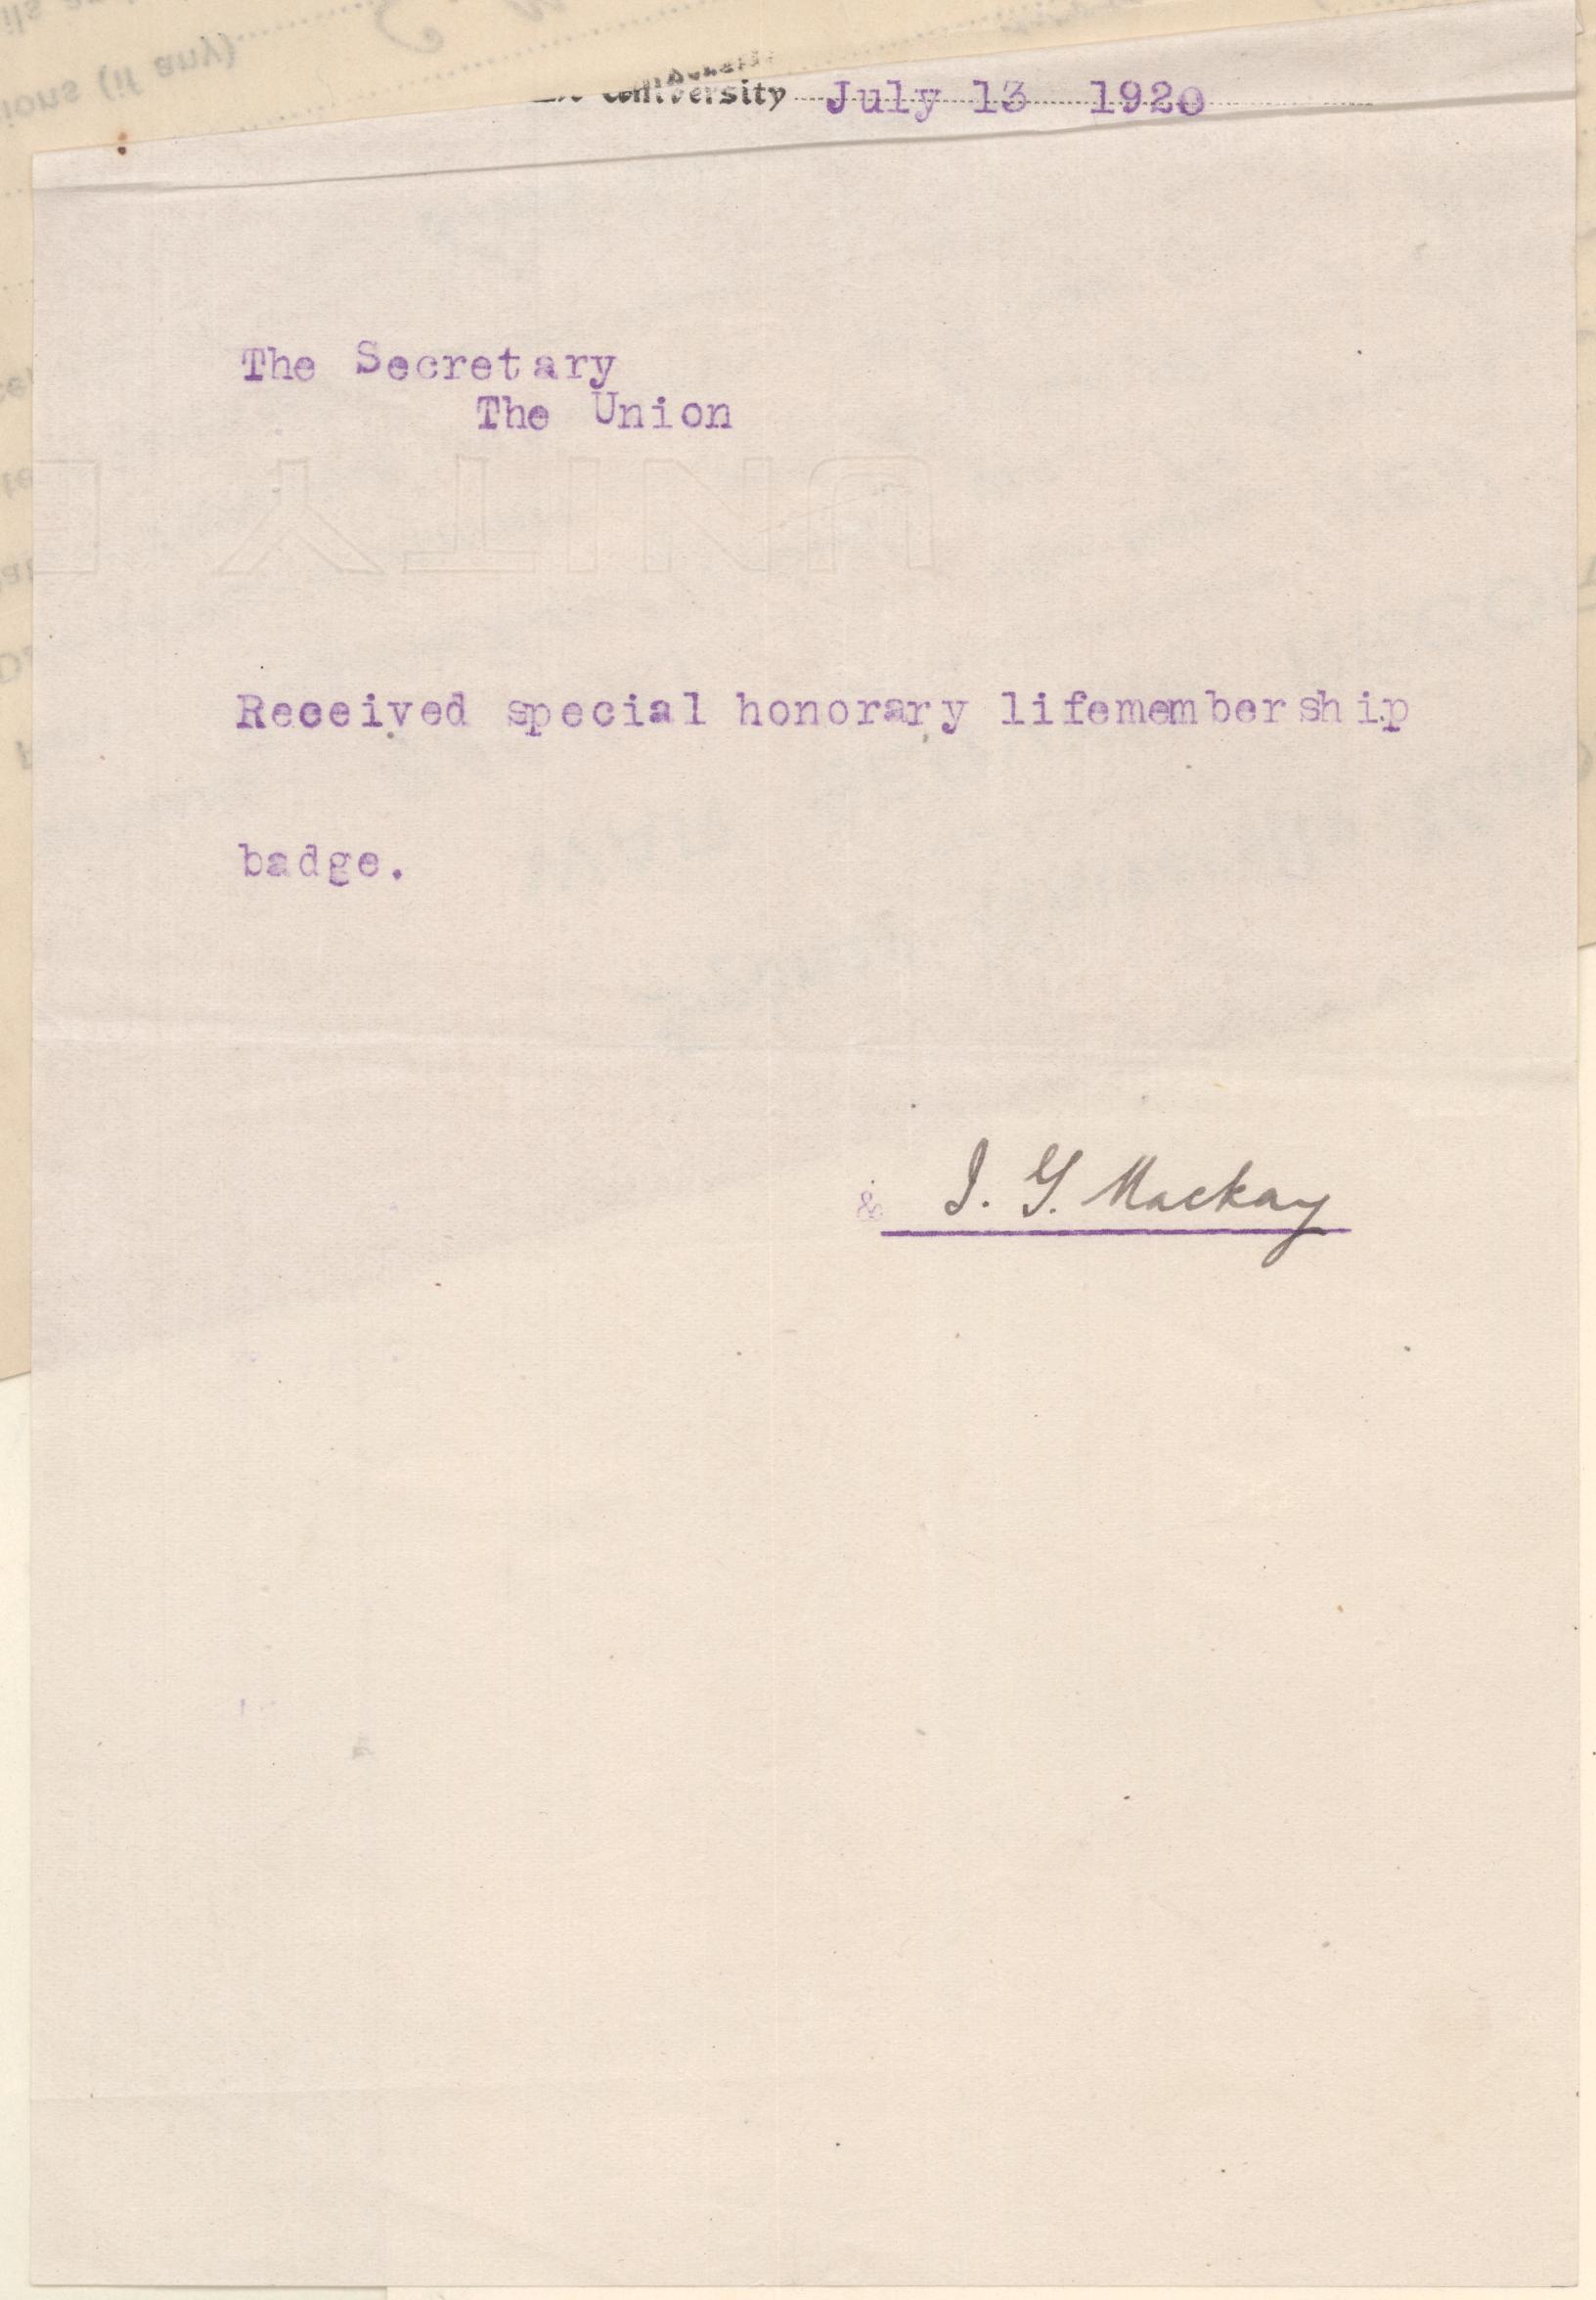 University July 13 1920
The Secretary
The Union
Received special honorary lifemembership
badge.
& I. G. Mackay